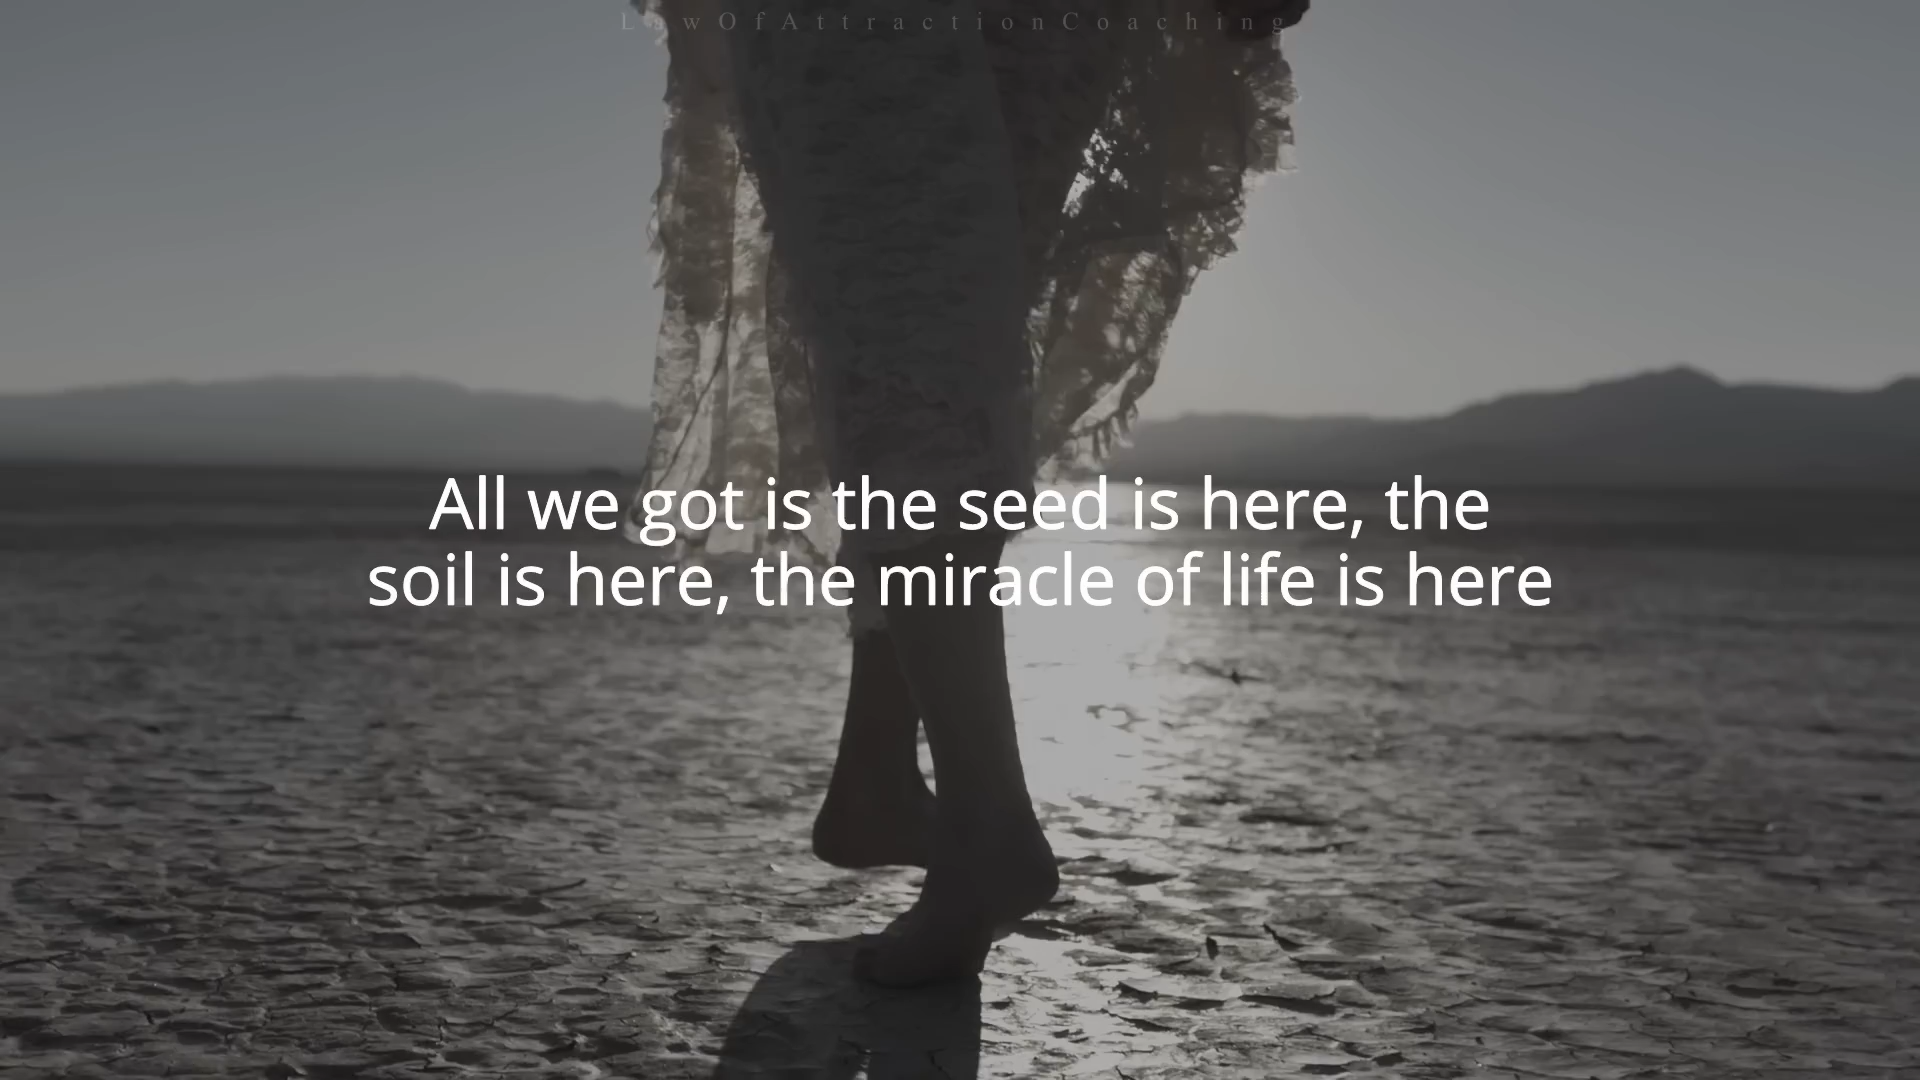 LawOfAttractionCoaching
All we got is the seed is here, the
soil is here, the miracle of life is here